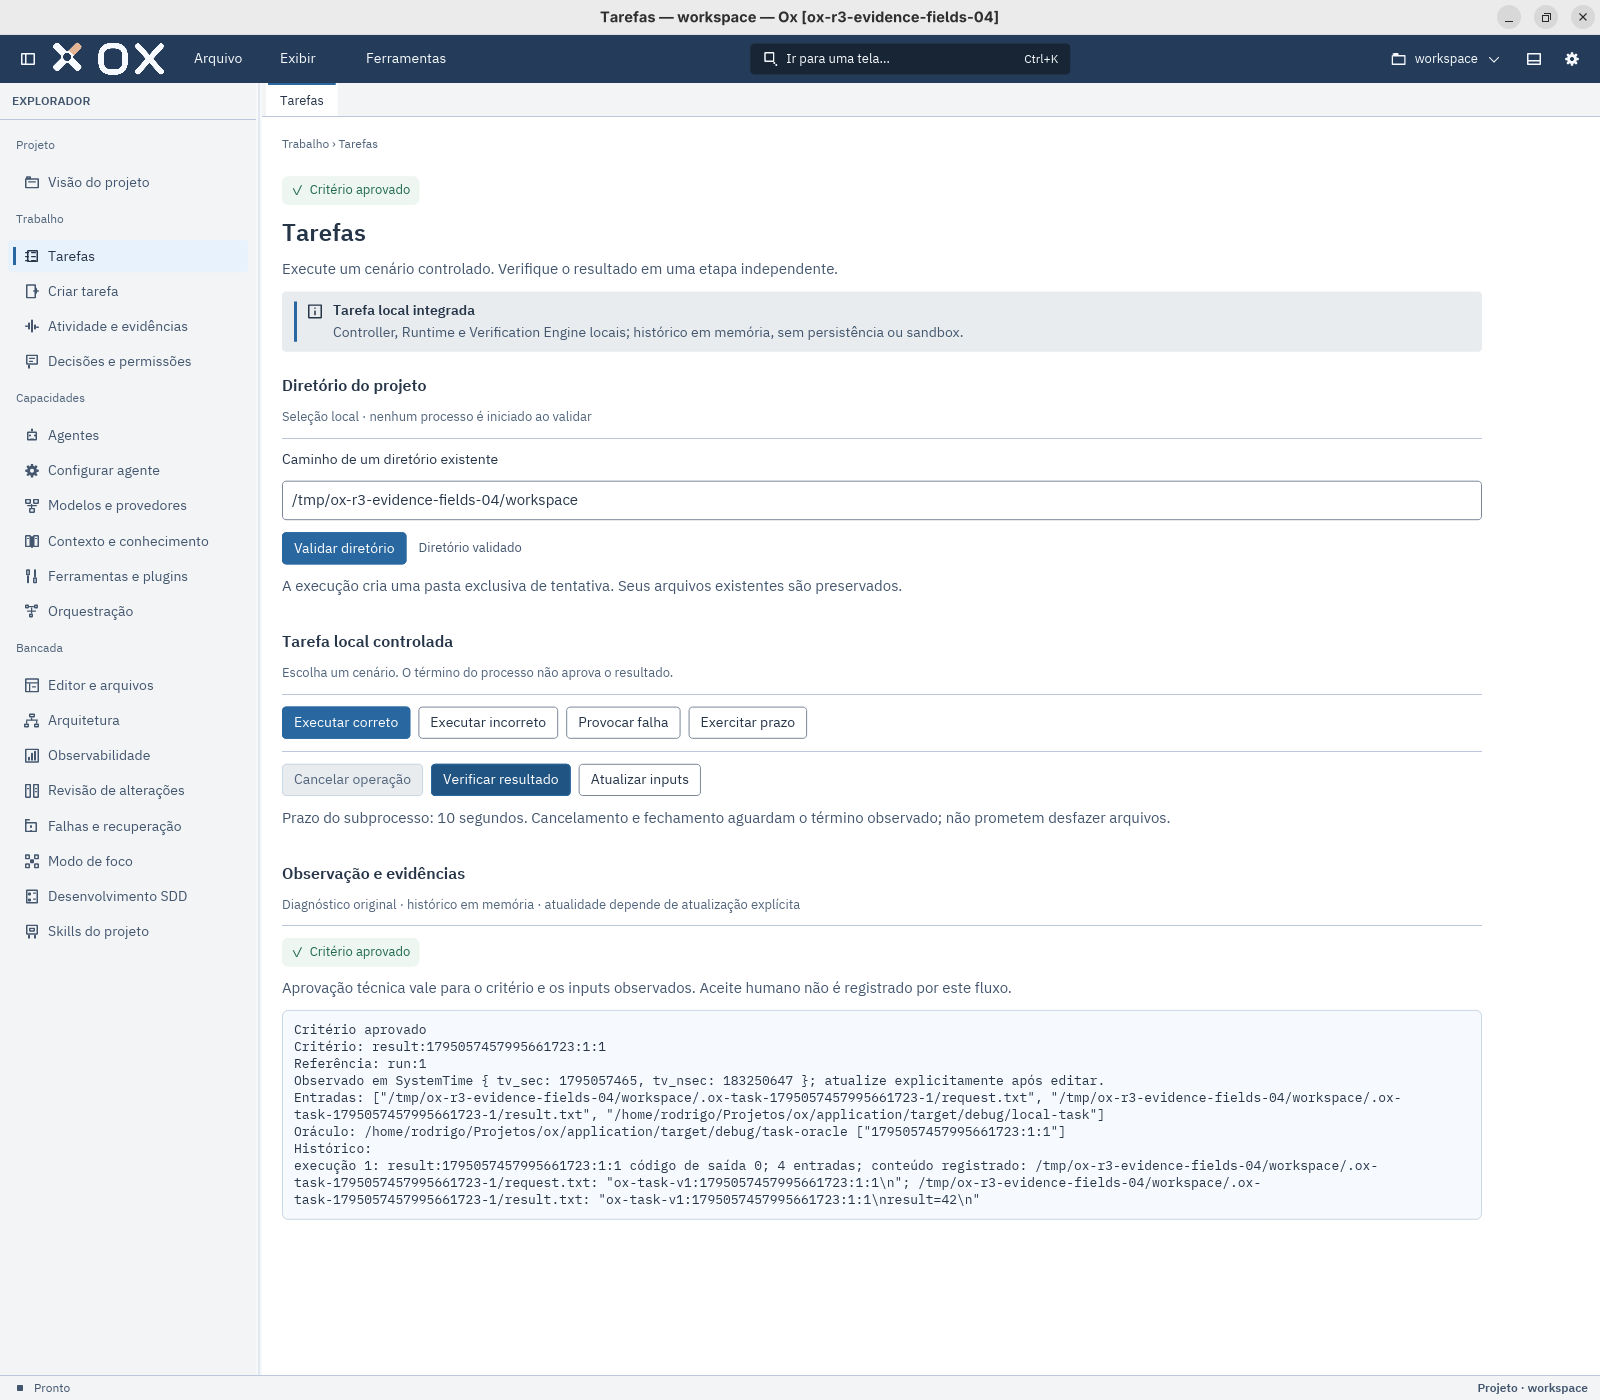 Tarefas — workspace — Ox [ox-r3-evidence-fields-04]
OX
Arquivo
Exibir
Ferramentas
Ir para uma tela...
Ctrl+K
workspace
EXPLORADOR
Projeto
Visão do projeto
Trabalho
Tarefas
Criar tarefa
Atividade e evidências
Decisões e permissões
Capacidades
Agentes
Configurar agente
Modelos e provedores
Contexto e conhecimento
Ferramentas e plugins
Orquestração
Bancada
Editor e arquivos
Arquitetura
Observabilidade
Revisão de alterações
Falhas e recuperação
Modo de foco
Desenvolvimento SDD
Skills do projeto
Tarefas
Trabalho › Tarefas
✓ Critério aprovado
Tarefas
Execute um cenário controlado. Verifique o resultado em uma etapa independente.
Tarefa local integrada
Controller, Runtime e Verification Engine locais; histórico em memória, sem persistência ou sandbox.
Diretório do projeto
Seleção local · nenhum processo é iniciado ao validar
Caminho de um diretório existente
/tmp/ox-r3-evidence-fields-04/workspace
Validar diretório
Diretório validado
A execução cria uma pasta exclusiva de tentativa. Seus arquivos existentes são preservados.
Tarefa local controlada
Escolha um cenário. O término do processo não aprova o resultado.
Executar correto
Executar incorreto
Provocar falha
Exercitar prazo
Cancelar operação
Verificar resultado
Atualizar inputs
Prazo do subprocesso: 10 segundos. Cancelamento e fechamento aguardam o término observado; não prometem desfazer arquivos.
Observação e evidências
Diagnóstico original · histórico em memória · atualidade depende de atualização explícita
✓ Critério aprovado
Aprovação técnica vale para o critério e os inputs observados. Aceite humano não é registrado por este fluxo.
Critério aprovado
Critério: result:1795057457995661723:1:1
Referência: run:1
Observado em SystemTime { tv_sec: 1795057465, tv_nsec: 183250647 }; atualize explicitamente após editar.
Entradas: ["/tmp/ox-r3-evidence-fields-04/workspace/.ox-task-1795057457995661723-1/request.txt", "/tmp/ox-r3-evidence-fields-04/workspace/.ox-
task-1795057457995661723-1/result.txt", "/home/rodrigo/Projetos/ox/application/target/debug/local-task"]
Oráculo: /home/rodrigo/Projetos/ox/application/target/debug/task-oracle ["1795057457995661723:1:1"]
Histórico:
execução 1: result:1795057457995661723:1:1 código de saída 0; 4 entradas; conteúdo registrado: /tmp/ox-r3-evidence-fields-04/workspace/.ox-
task-1795057457995661723-1/request.txt: "ox-task-v1:1795057457995661723:1:1\n"; /tmp/ox-r3-evidence-fields-04/workspace/.ox-
task-1795057457995661723-1/result.txt: "ox-task-v1:1795057457995661723:1:1\nresult=42\n"
Pronto
Projeto · workspace